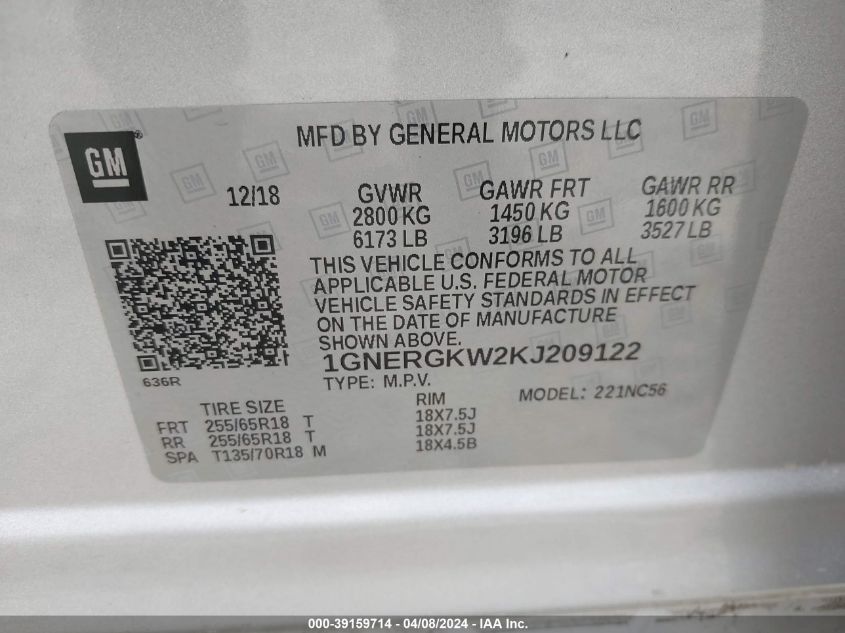 GM®
MFD BY GENERAL MOTORS LLC
12/18
GVWR
2800 KG
6173 LB
GAWR FRT
1450 KG
3196 LB
GAWR RR
1600 KG
3527 LB
THIS VEHICLE CONFORMS TO ALL
APPLICABLE U.S. FEDERAL MOTOR
VEHICLE SAFETY STANDARDS IN EFFECT
ON THE DATE OF MANUFACTURE
SHOWN ABOVE.
1GNERGKW2KJ209122
636R
TYPE: M.P.V.
MODEL: 221NC56
TIRE SIZE RIM
FRT 255/65R18 T 18X7.5J
RR 255/65R18 T 18X7.5J
SPA T135/70R18 M 18X4.5B
000-39159714 - 04/08/2024 - IAA Inc.